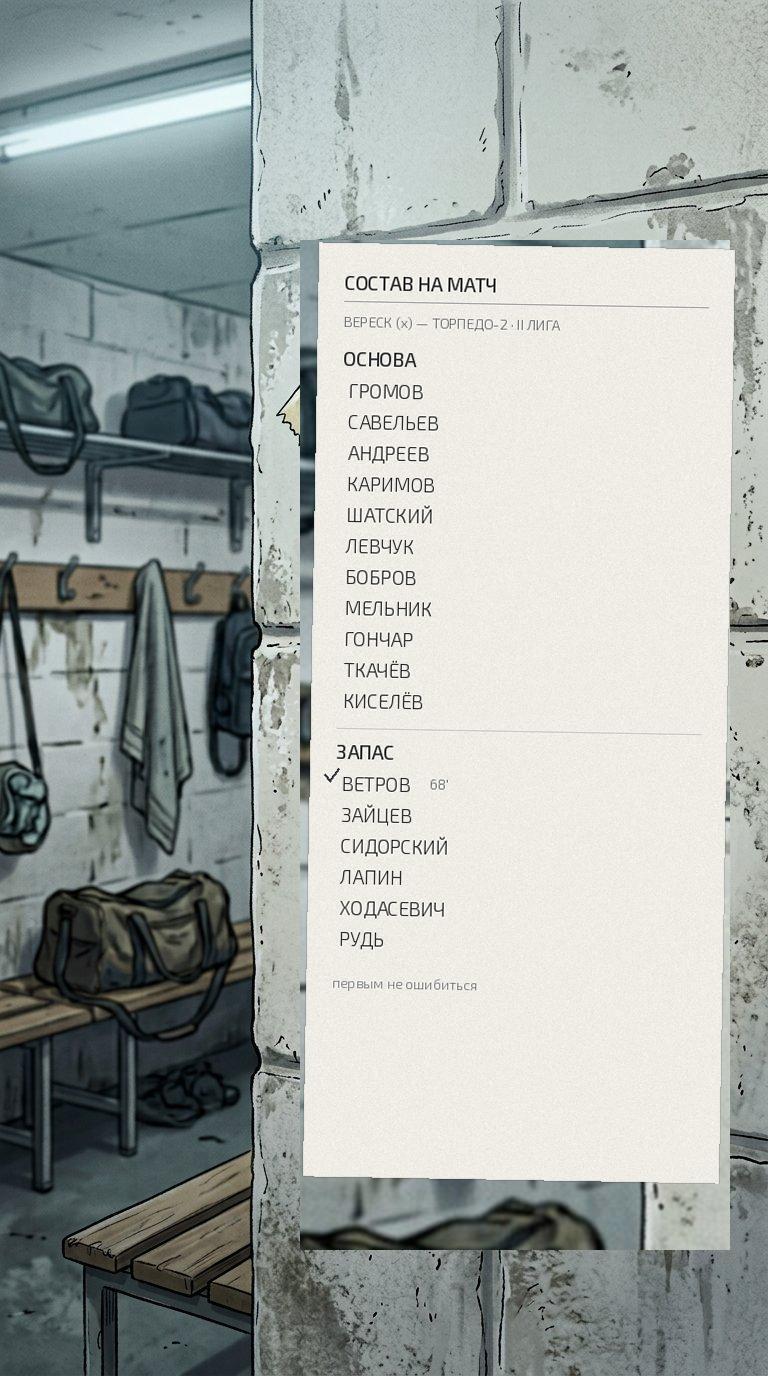 СОСТАВ НА МАТЧ
ВЕРЕСК (х) — ТОРПЕДО-2 · II ЛИГА
ОСНОВА
ГРОМОВ
САВЕЛЬЕВ
АНДРЕЕВ
КАРИМОВ
ШАТСКИЙ
ЛЕВЧУК
БОБРОВ
МЕЛЬНИК
ГОНЧАР
ТКАЧЁВ
КИСЕЛЁВ
ЗАПАС
✓ ВЕТРОВ 68'
ЗАЙЦЕВ
СИДОРСКИЙ
ЛАПИН
ХОДАСЕВИЧ
РУДЬ
первым не ошибиться